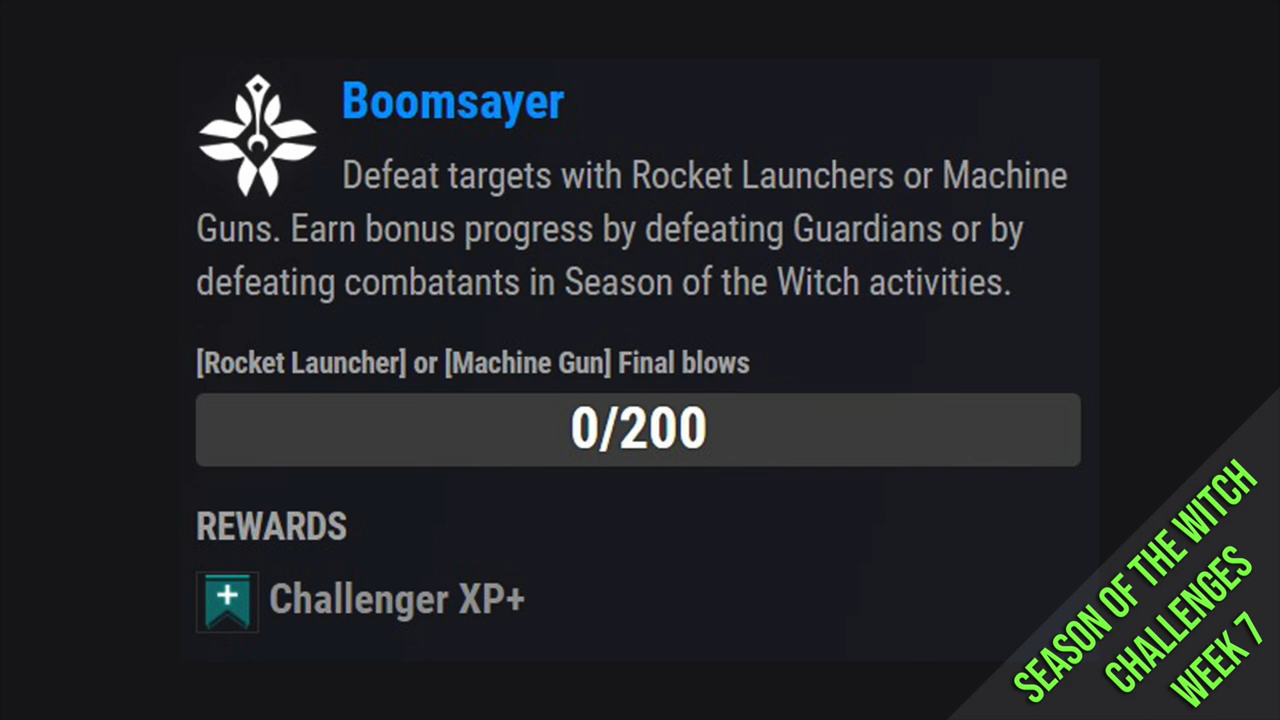 Boomsayer
Defeat targets with Rocket Launchers or Machine
Guns. Earn bonus progress by defeating Guardians or by
defeating combatants in Season of the Witch activities.
[Rocket Launcher] or [Machine Gun] Final blows
0/200
REWARDS
Challenger XP+
SEASON OF THE WITCH
CHALLENGES
WEEK 7